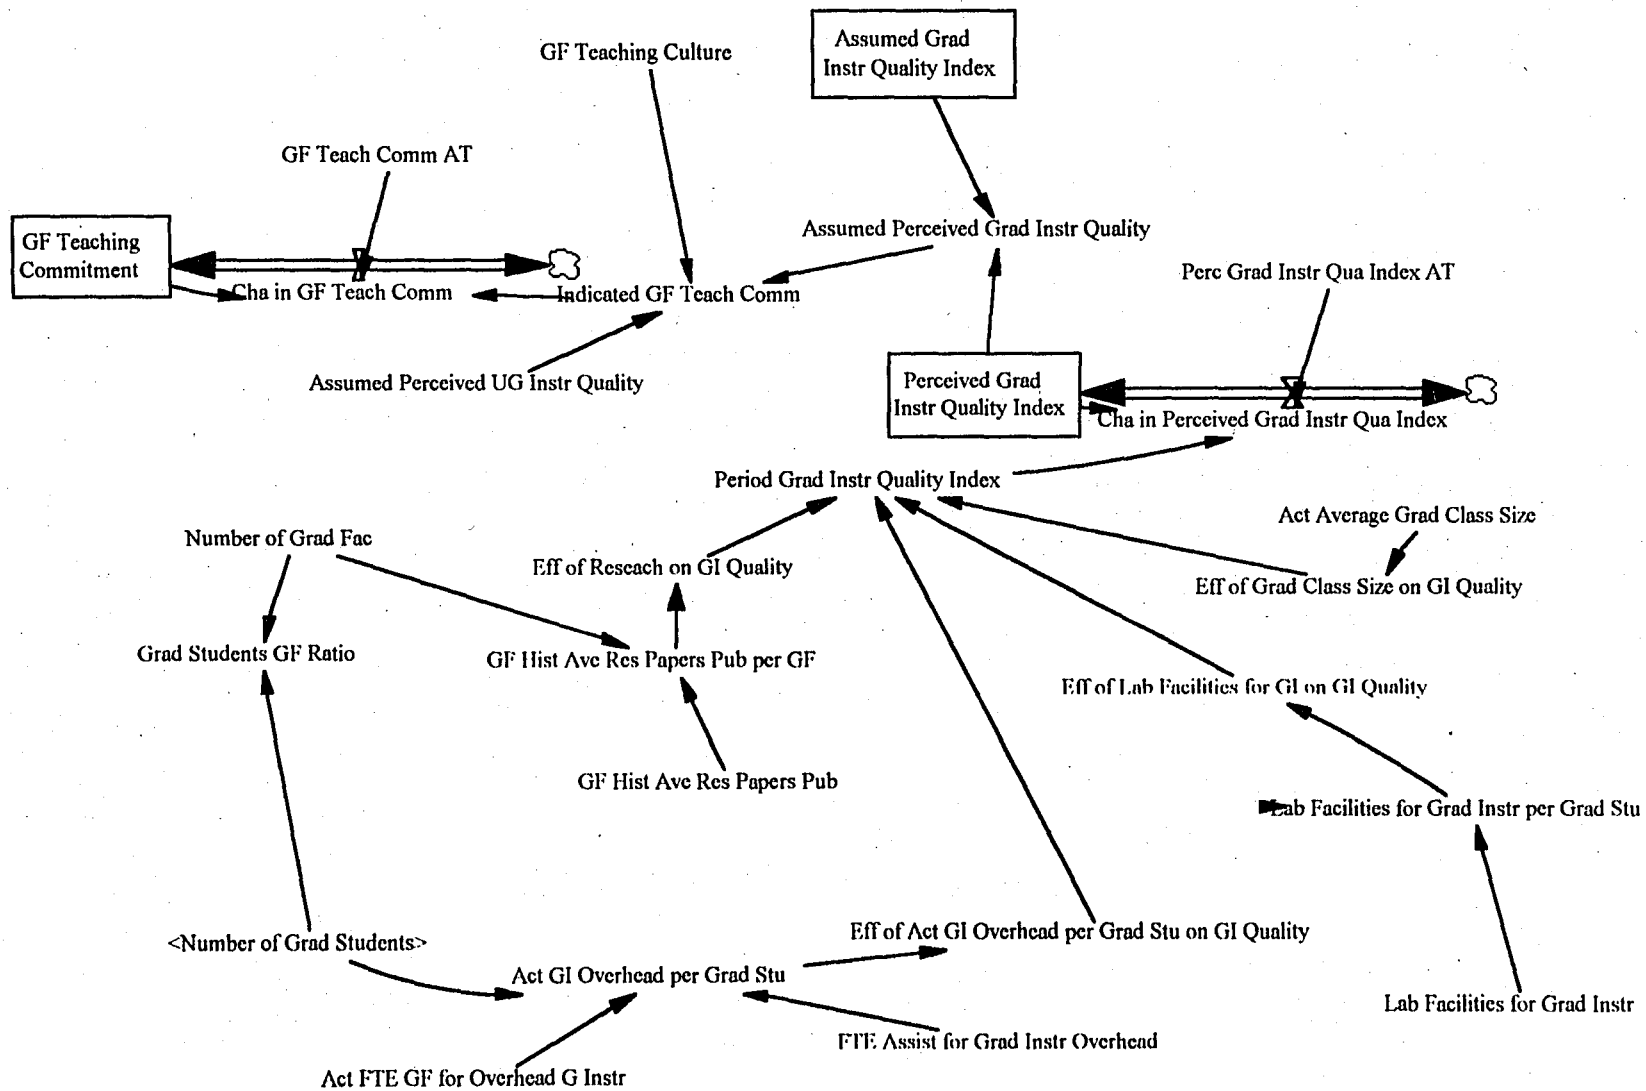 GF Teaching Culture
Assumed Grad
Instr Quality Index
GF Teach Comm AT
GF Teaching
Commitment
Assumed Perceived Grad Instr Quality
Cha in GF Teach Comm
Indicated GF Teach Comm
Perc Grad Instr Qua Index AT
Assumed Perceived UG Instr Quality
Perceived Grad
Instr Quality Index
Cha in Perceived Grad Instr Qua Index
Period Grad Instr Quality Index
Act Average Grad Class Size
Number of Grad Fac
Eff of Reseach on GI Quality
Eff of Grad Class Size on GI Quality
Grad Students GF Ratio
GF Hist Ave Res Papers Pub per GF
Eff of Lab Facilities for GI on GI Quality
GF Hist Ave Res Papers Pub
Lab Facilities for Grad Instr per Grad Stu
<Number of Grad Students>
Eff of Act GI Overhead per Grad Stu on GI Quality
Act GI Overhead per Grad Stu
Lab Facilities for Grad Instr
FTE Assist for Grad Instr Overhead
Act FTE GF for Overhead G Instr